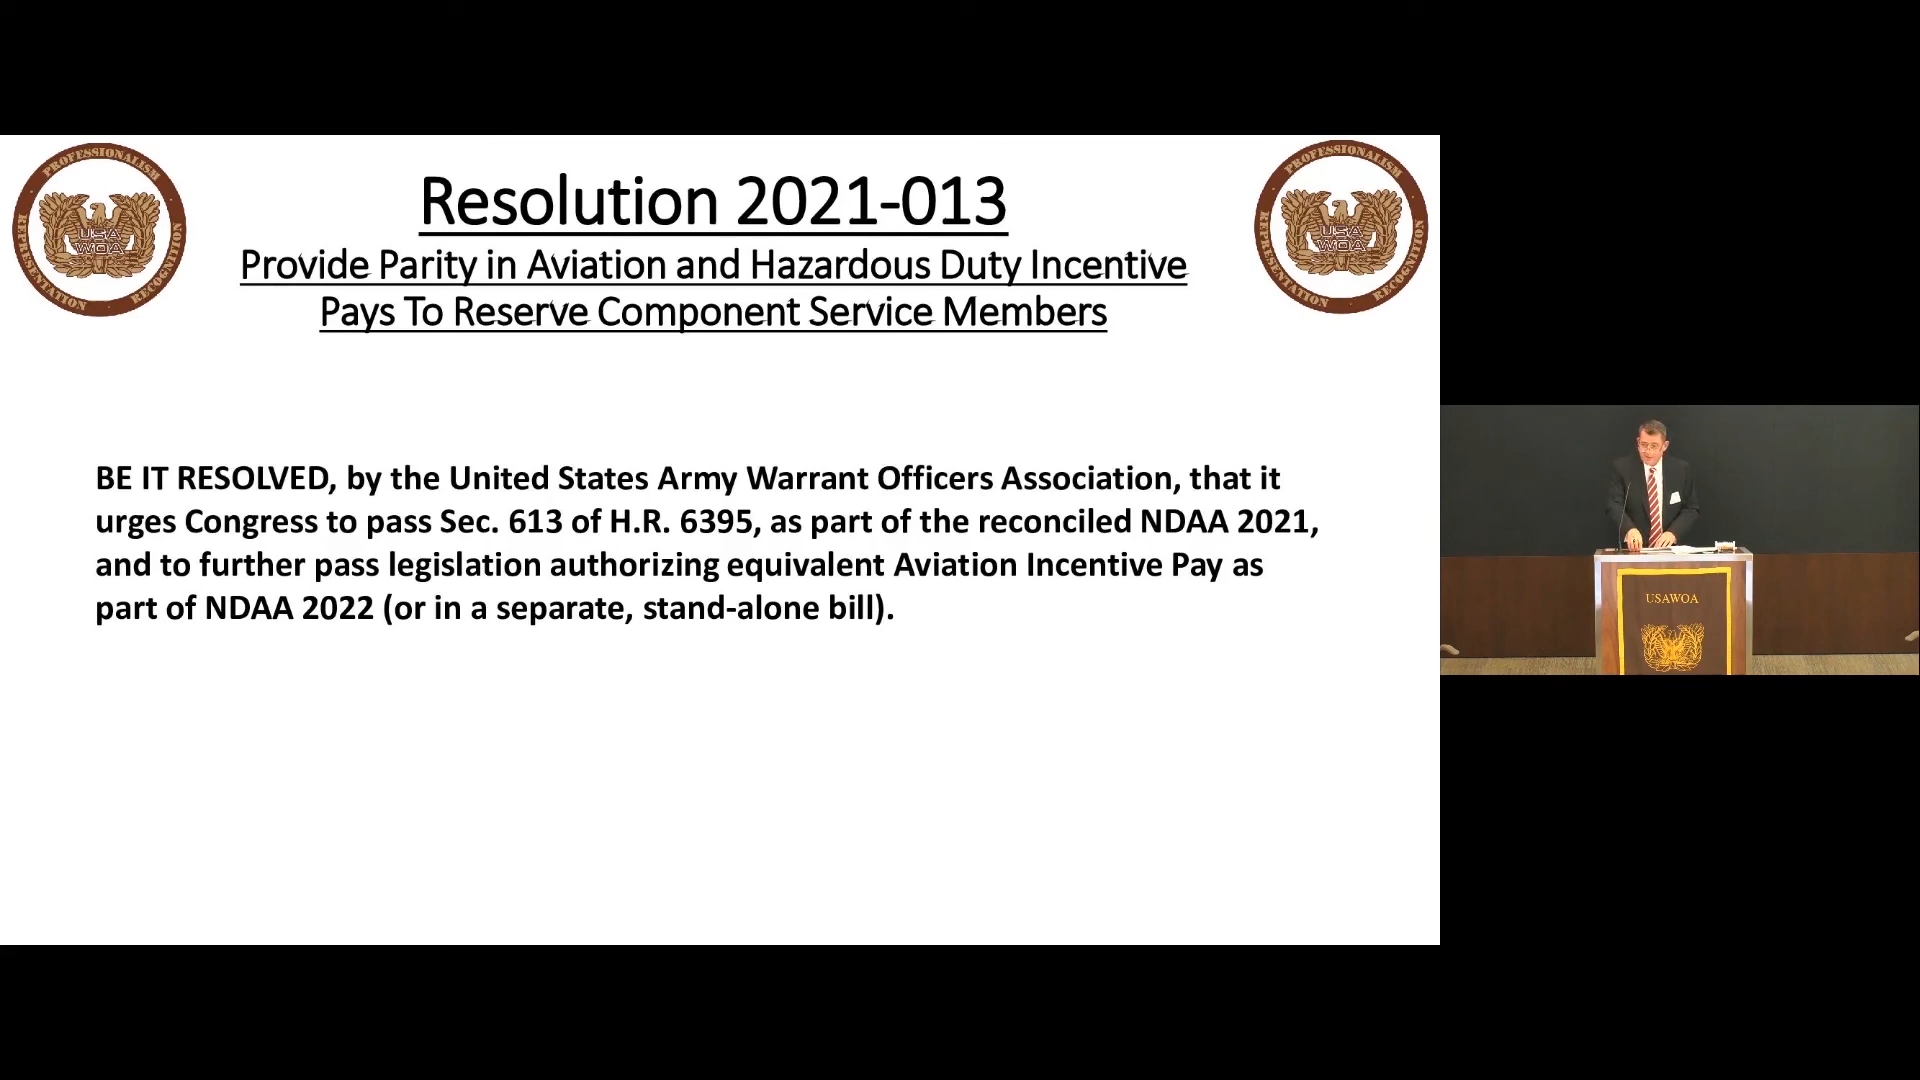 PROFESSIONALISM
REPRESENTATION
RECOGNITION
USA
WOA
Resolution 2021-013
Provide Parity in Aviation and Hazardous Duty Incentive
Pays To Reserve Component Service Members
PROFESSIONALISM
REPRESENTATION
RECOGNITION
USA
WOA
BE IT RESOLVED, by the United States Army Warrant Officers Association, that it
urges Congress to pass Sec. 613 of H.R. 6395, as part of the reconciled NDAA 2021,
and to further pass legislation authorizing equivalent Aviation Incentive Pay as
part of NDAA 2022 (or in a separate, stand-alone bill).
USAWOA